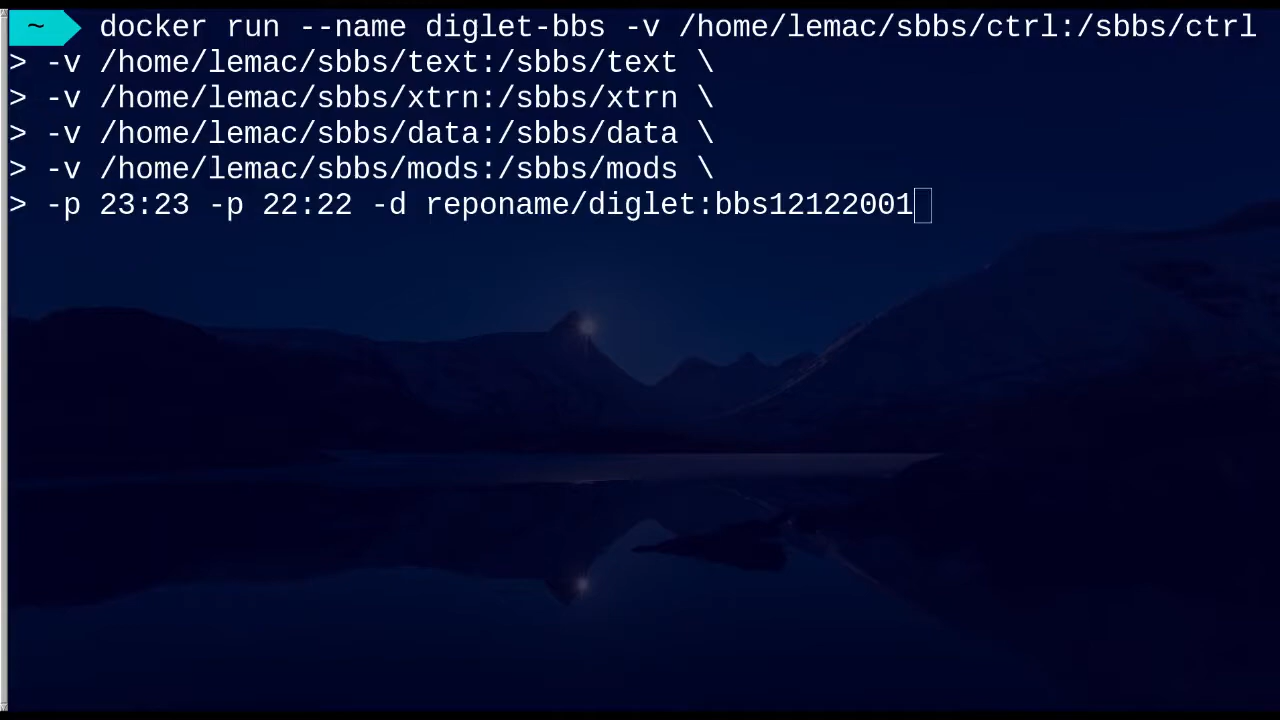 ~ docker run --name diglet-bbs -v /home/lemac/sbbs/ctrl:/sbbs/ctrl
> -v /home/lemac/sbbs/text:/sbbs/text \
> -v /home/lemac/sbbs/xtrn:/sbbs/xtrn \
> -v /home/lemac/sbbs/data:/sbbs/data \
> -v /home/lemac/sbbs/mods:/sbbs/mods \
> -p 23:23 -p 22:22 -d reponame/diglet:bbs12122001